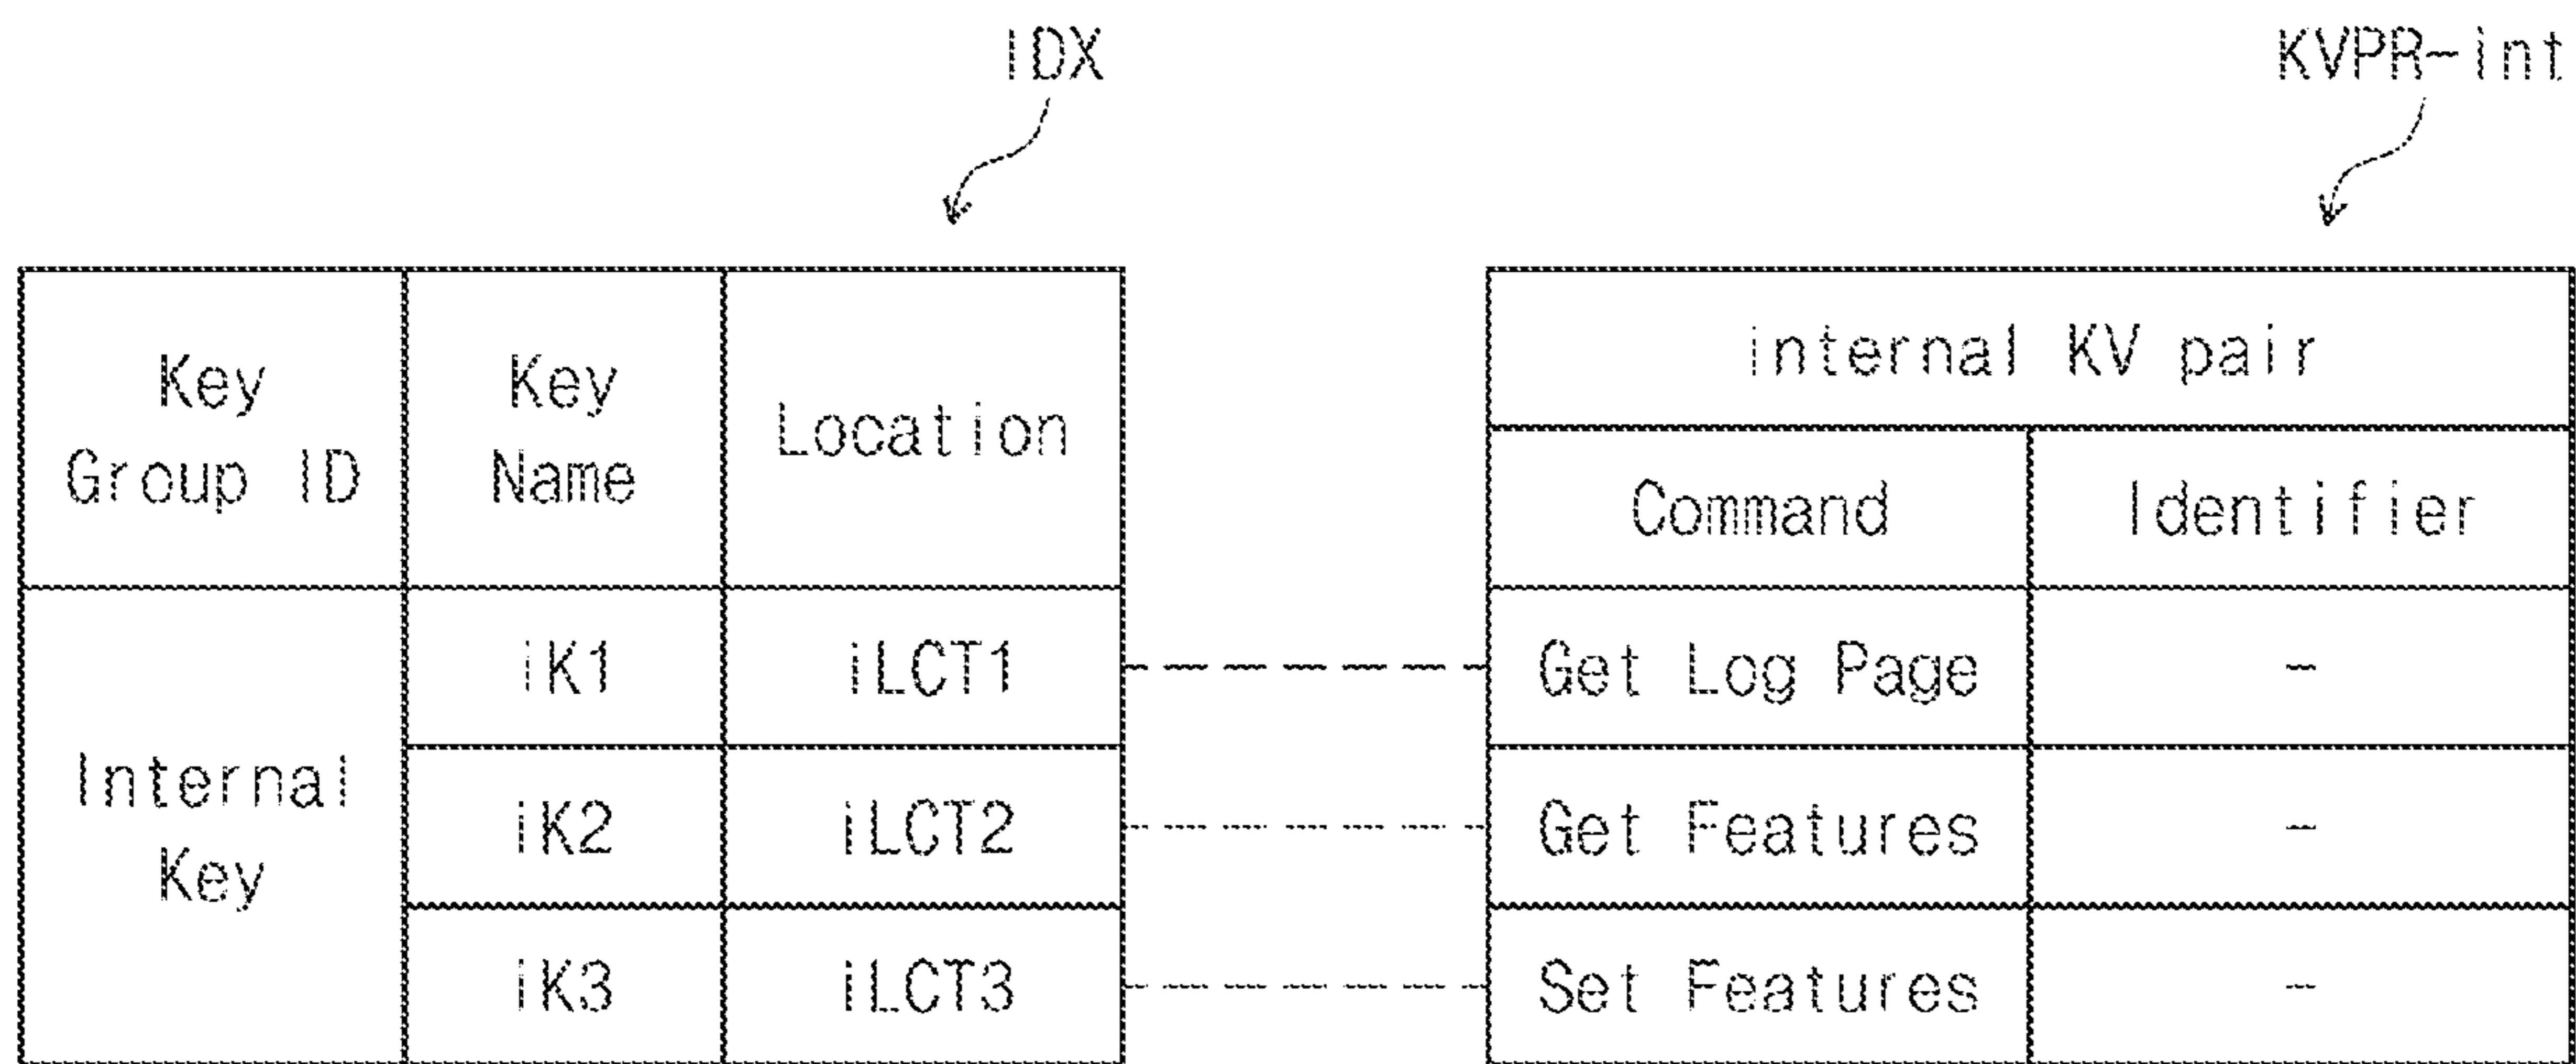 IDX
KVPR-int
Key
Group ID
Key
Name
Location
Internal
Key
iK1
iLCT1
iK2
iLCT2
iK3
iLCT3
internal KV pair
Command
Identifier
Get Log Page
-
Get Features
-
Set Features
-